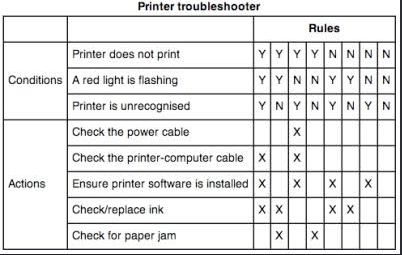 Printer troubleshooter
Rules
Conditions
Printer does not print Y Y Y Y N N N N
A red light is flashing Y Y N N Y Y N N
Printer is unrecognised Y N Y N Y N Y N
Actions
Check the power cable X
Check the printer-computer cable X X
Ensure printer software is installed X X X X
Check/replace ink X X X X
Check for paper jam X X